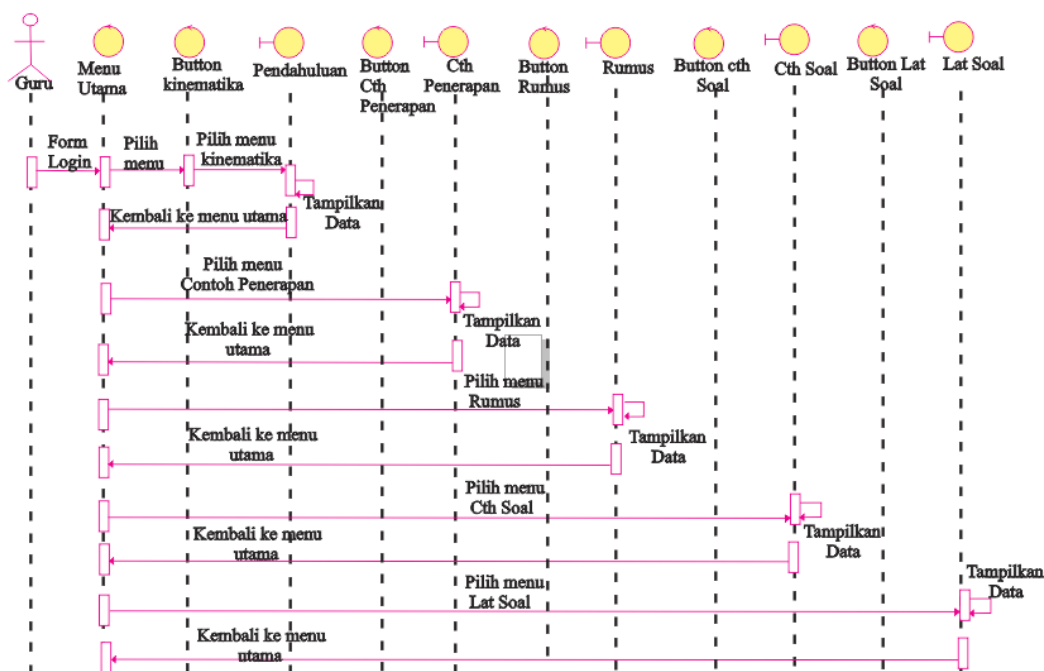 Guru
Menu
Utama
Button
kinematika
Pendahuluan
Button
Cth
Penerapan
Cth
Penerapan
Button
Rumus
Rumus
Button cth
Soal
Cth Soal
Button Lat
Soal
Lat Soal
Form
Login
Pilih
menu
Pilih menu
kinematika
Tampilkan
Data
Kembali ke menu utama
Pilih menu
Contoh Penerapan
Tampilkan
Data
Kembali ke menu
utama
Pilih menu
Rumus
Tampilkan
Data
Kembali ke menu
utama
Pilih menu
Cth Soal
Tampilkan
Data
Kembali ke menu
utama
Pilih menu
Lat Soal
Tampilkan
Data
Kembali ke menu
utama